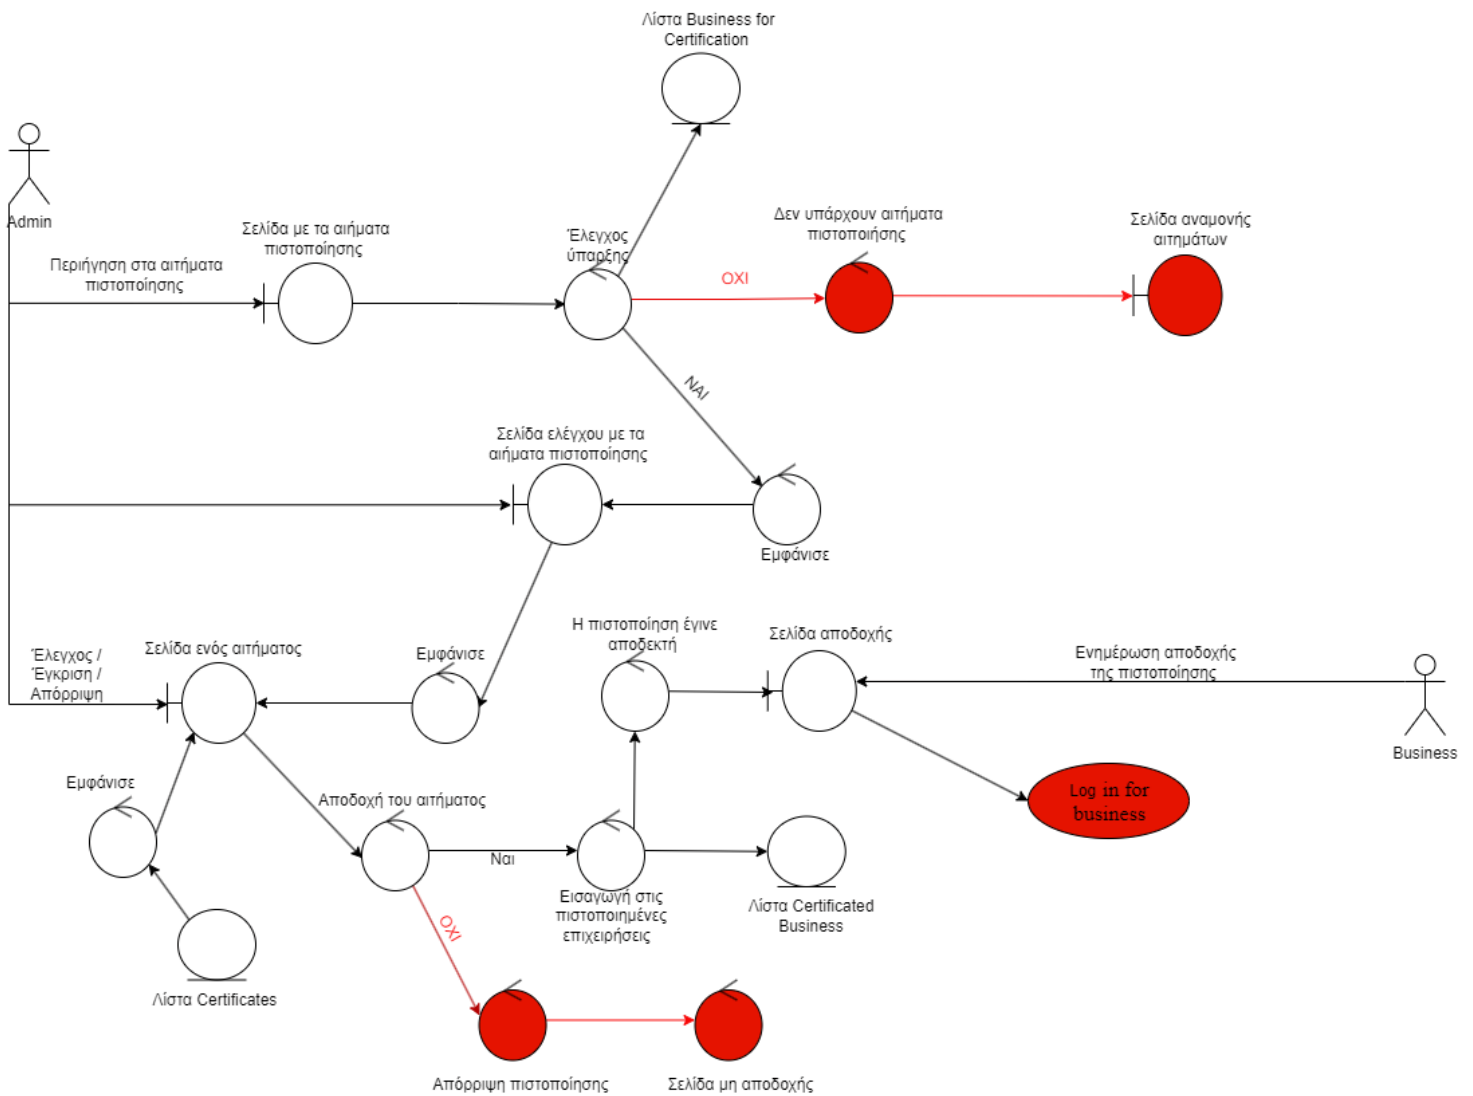 Λίστα Business for
Certification
Admin
Περιήγηση στα αιτήματα
πιστοποίησης
Σελίδα με τα αιήματα
πιστοποίησης
Έλεγχος
ύπαρξης
ΟΧΙ
Δεν υπάρχουν αιτήματα
πιστοποιήσης
Σελίδα αναμονής
αιτημάτων
ΝΑΙ
Σελίδα ελέγχου με τα
αιήματα πιστοποίησης
Εμφάνισε
Έλεγχος /
Έγκριση /
Απόρριψη
Σελίδα ενός αιτήματος
Εμφάνισε
Η πιστοποίηση έγινε
αποδεκτή
Σελίδα αποδοχής
Ενημέρωση αποδοχής
της πιστοποίησης
Business
Εμφάνισε
Αποδοχή του αιτήματος
Ναι
Log in for
business
Εισαγωγή στις
πιστοποιημένες
επιχειρήσεις
Λίστα Certificated
Business
ΟΧΙ
Λίστα Certificates
Απόρριψη πιστοποίησης
Σελίδα μη αποδοχής